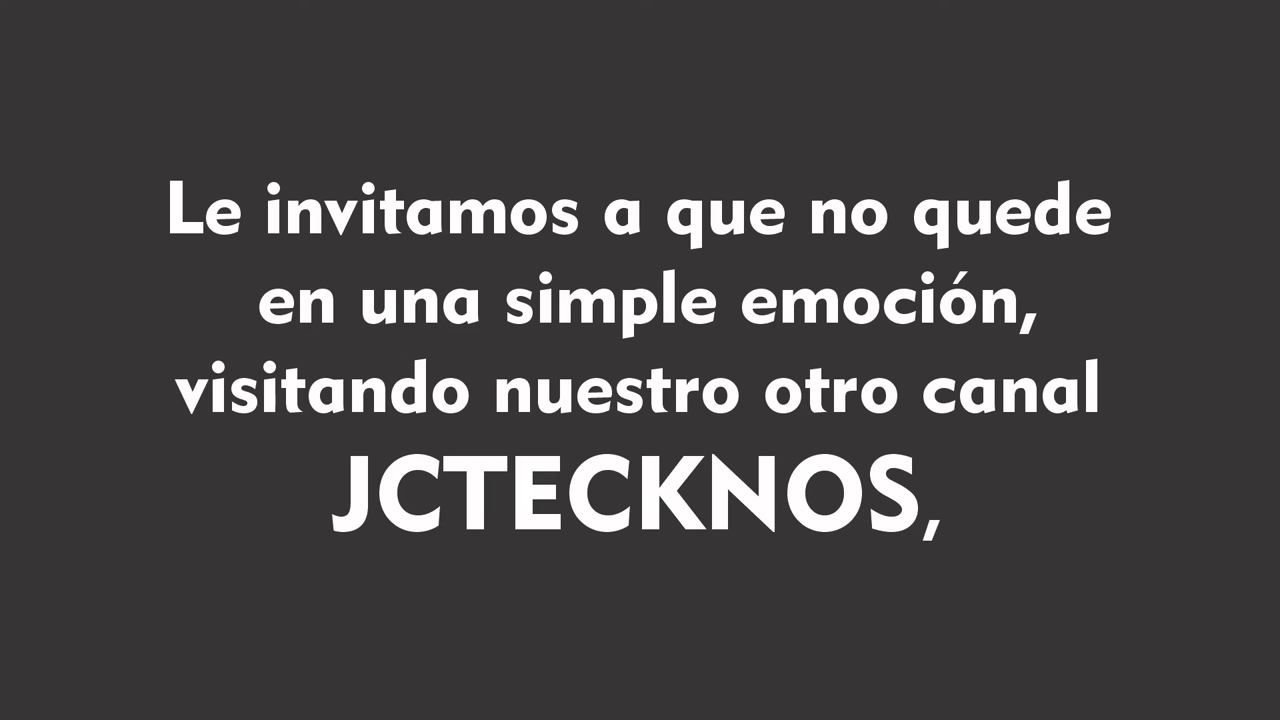 Le invitamos a que no quede
en una simple emoción,
visitando nuestro otro canal
JCTECKNOS,